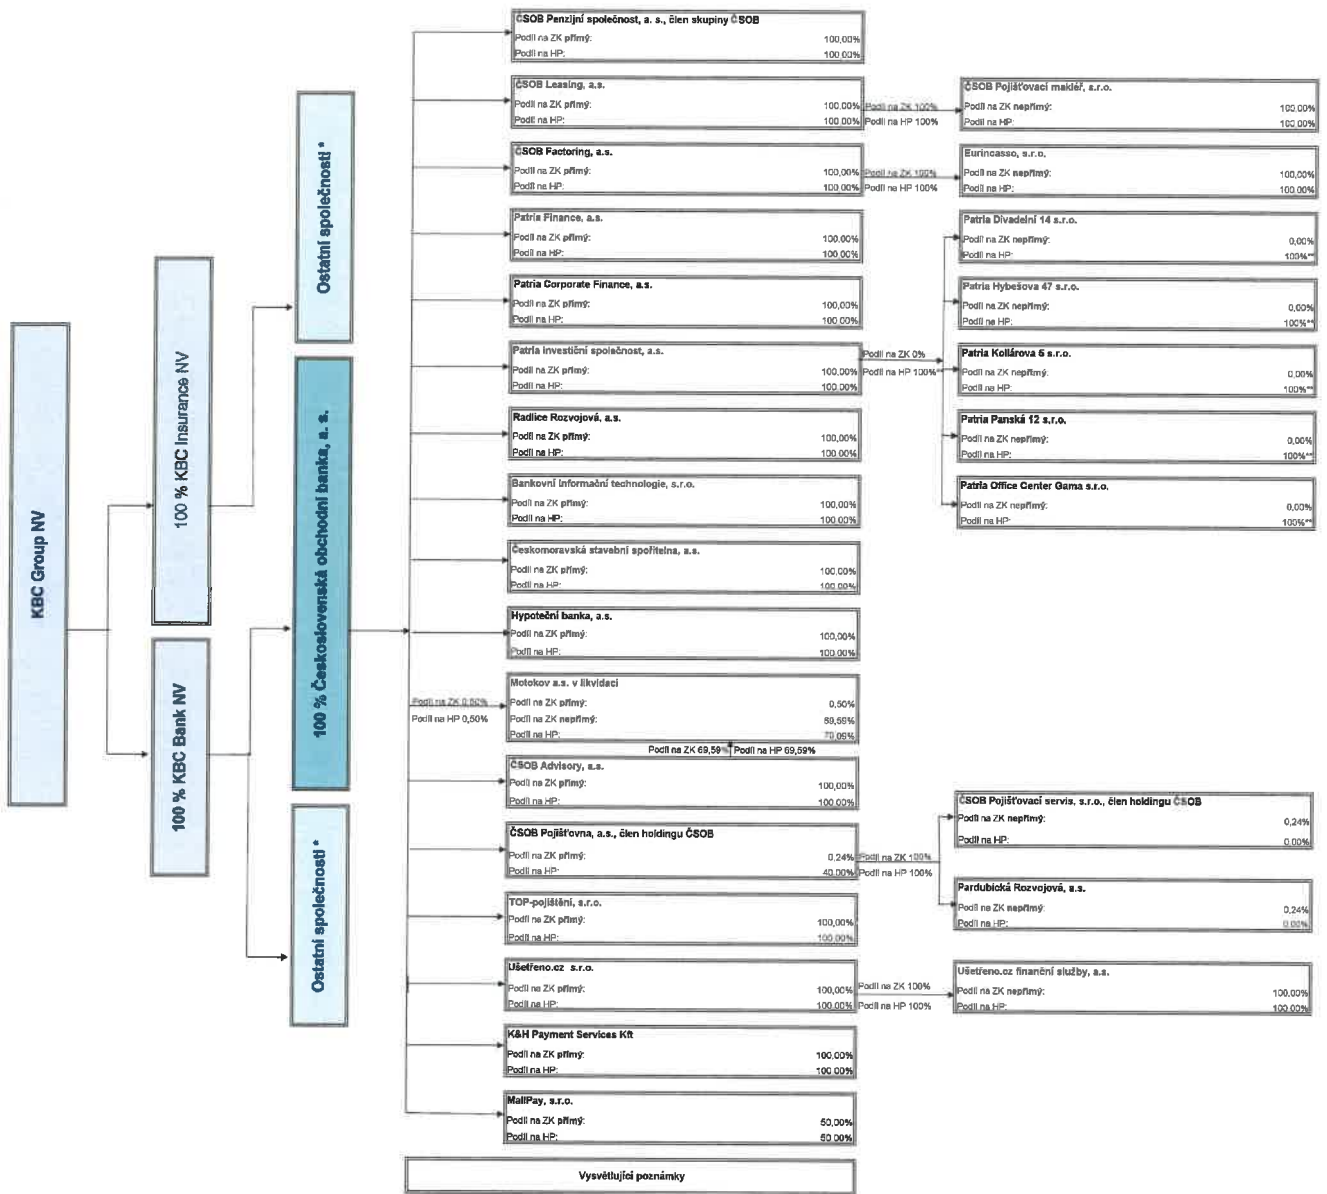 KBC Group NV
100 % KBC Insurance NV
100 % KBC Bank NV
Ostatní společnosti *
100 % Československá obchodní banka, a. s.
Ostatní společnosti *
ČSOB Penzijní společnost, a. s., člen skupiny ČSOB
Podíl na ZK přímý: 100,00%
Podíl na HP: 100.00%
ČSOB Leasing, a.s.
Podíl na ZK přímý: 100,00%
Podíl na HP: 100.00%
Podíl na ZK 100%
Podíl na HP 100%
ČSOB Pojišťovací makléř, s.r.o.
Podíl na ZK nepřímý: 100,00%
Podíl na HP: 100.00%
ČSOB Factoring, a.s.
Podíl na ZK přímý: 100,00%
Podíl na HP: 100.00%
Podíl na ZK 100%
Podíl na HP 100%
Eurincasso, s.r.o.
Podíl na ZK nepřímý: 100,00%
Podíl na HP: 100.00%
Patria Finance, a.s.
Podíl na ZK přímý: 100,00%
Podíl na HP: 100.00%
Patria Corporate Finance, a.s.
Podíl na ZK přímý: 100,00%
Podíl na HP: 100.00%
Patria investiční společnost, a.s.
Podíl na ZK přímý: 100,00%
Podíl na HP: 100.00%
Podíl na ZK 0%
Podíl na HP 100%**
Patria Divadelní 14 s.r.o.
Podíl na ZK nepřímý: 0,00%
Podíl na HP: 100%**
Patria Hybešova 47 s.r.o.
Podíl na ZK nepřímý: 0,00%
Podíl na HP: 100%**
Patria Kollárova 5 s.r.o.
Podíl na ZK nepřímý: 0,00%
Podíl na HP: 100%**
Patria Panská 12 s.r.o.
Podíl na ZK nepřímý: 0,00%
Podíl na HP: 100%**
Patria Office Center Gama s.r.o.
Podíl na ZK nepřímý: 0,00%
Podíl na HP: 100%**
Radlice Rozvojová, a.s.
Podíl na ZK přímý: 100,00%
Podíl na HP: 100.00%
Bankovní informační technologie, s.r.o.
Podíl na ZK přímý: 100,00%
Podíl na HP: 100.00%
Českomoravská stavební spořitelna, a.s.
Podíl na ZK přímý: 100,00%
Podíl na HP: 100.00%
Hypoteční banka, a.s.
Podíl na ZK přímý: 100,00%
Podíl na HP: 100.00%
Podíl na ZK 0,50%
Podíl na HP 0,50%
Motokov a.s. v likvidaci
Podíl na ZK přímý: 0,50%
Podíl na ZK nepřímý: 69,59%
Podíl na HP: 70.09%
Podíl na ZK 69,59% Podíl na HP 69,59%
ČSOB Advisory, a.s.
Podíl na ZK přímý: 100,00%
Podíl na HP: 100.00%
ČSOB Pojišťovna, a.s., člen holdingu ČSOB
Podíl na ZK přímý: 0,24%
Podíl na HP: 40.00%
Podíl na ZK 100%
Podíl na HP 100%
ČSOB Pojišťovací servis, s.r.o., člen holdingu ČSOB
Podíl na ZK nepřímý: 0,24%
Podíl na HP: 0.00%
Pardubická Rozvojová, a.s.
Podíl na ZK nepřímý: 0,24%
Podíl na HP: 0.00%
TOP-pojištění, s.r.o.
Podíl na ZK přímý: 100,00%
Podíl na HP: 100.00%
Ušetřeno.cz s.r.o.
Podíl na ZK přímý: 100,00%
Podíl na HP: 100.00%
Podíl na ZK 100%
Podíl na HP 100%
Ušetřeno.cz finanční služby, a.s.
Podíl na ZK nepřímý: 100,00%
Podíl na HP: 100.00%
K&H Payment Services Kft
Podíl na ZK přímý: 100,00%
Podíl na HP: 100.00%
MallPay, s.r.o.
Podíl na ZK přímý: 50,00%
Podíl na HP: 50.00%
Vysvětlující poznámky